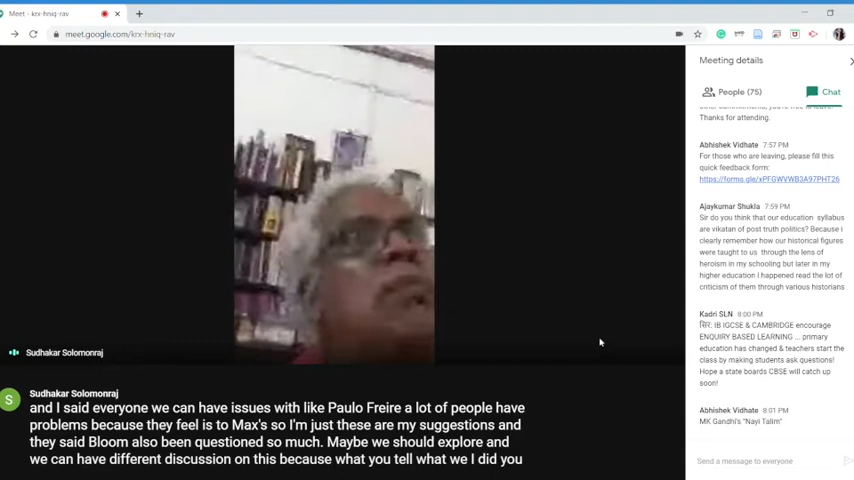 Meet - krx-hniq-rav
meet.google.com/krx-hniq-rav
Meeting details
People (75)
Chat
Thanks for attending.
Abhishek Vidhate 7:57 PM
For those who are leaving, please fill this
quick feedback form:
https://forms.gle/xPFGWVWB3A97PHT26
Ajaykumar Shukla 7:59 PM
Sir do you think that our education syllabus
are vikatan of post truth politics? Because i
clearly remember how our historical figures
were taught to us through the lens of
heroism in my schooling but later in my
higher education I happened read the lot of
criticism of them through various historians
Kadri SLN 8:00 PM
सिर: IB IGCSE & CAMBRIDGE encourage
ENQUIRY BASED LEARNING ... primary
education has changed & teachers start the
class by making students ask questions!
Hope a state boards CBSE will catch up
soon!
Abhishek Vidhate 8:01 PM
MK Gandhi's "Nayi Talim"
Send a message to everyone
Sudhakar Solomonraj
S
Sudhakar Solomonraj
and I said everyone we can have issues with like Paulo Freire a lot of people have
problems because they feel is to Max's so I'm just these are my suggestions and
they said Bloom also been questioned so much. Maybe we should explore and
we can have different discussion on this because what you tell what we I did you